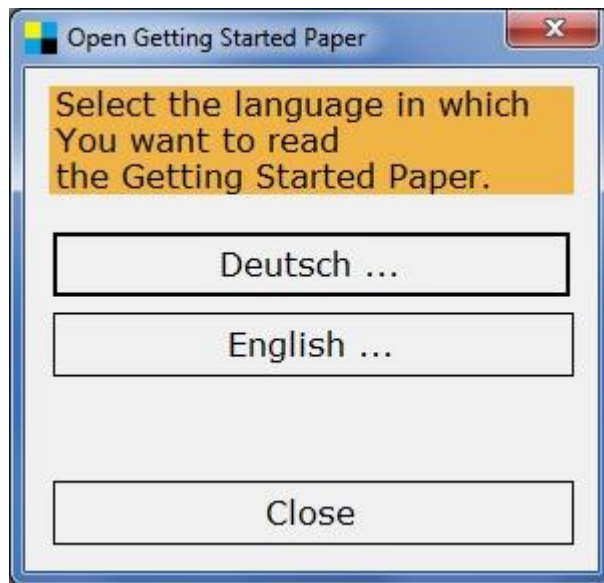 Open Getting Started Paper
Select the language in which
You want to read
the Getting Started Paper.
Deutsch ...
English ...
Close